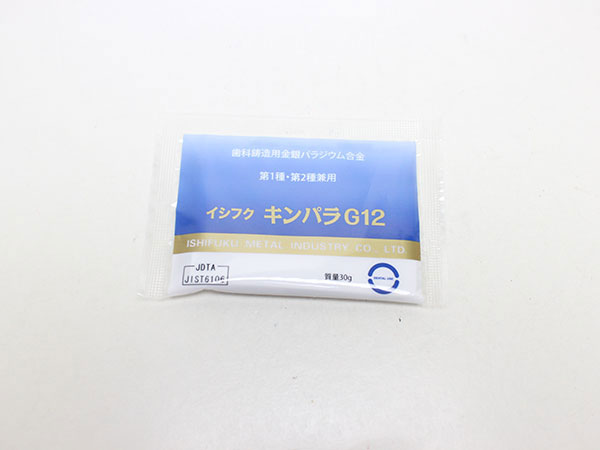 歯科鋳造用金銀パラジウム合金
第1種・第2種兼用
イシフク キンパラG12
ISHIFUKU METAL INDUSTRY CO., LTD
JDTA
JIST6106
質量30g
DENTAL USE